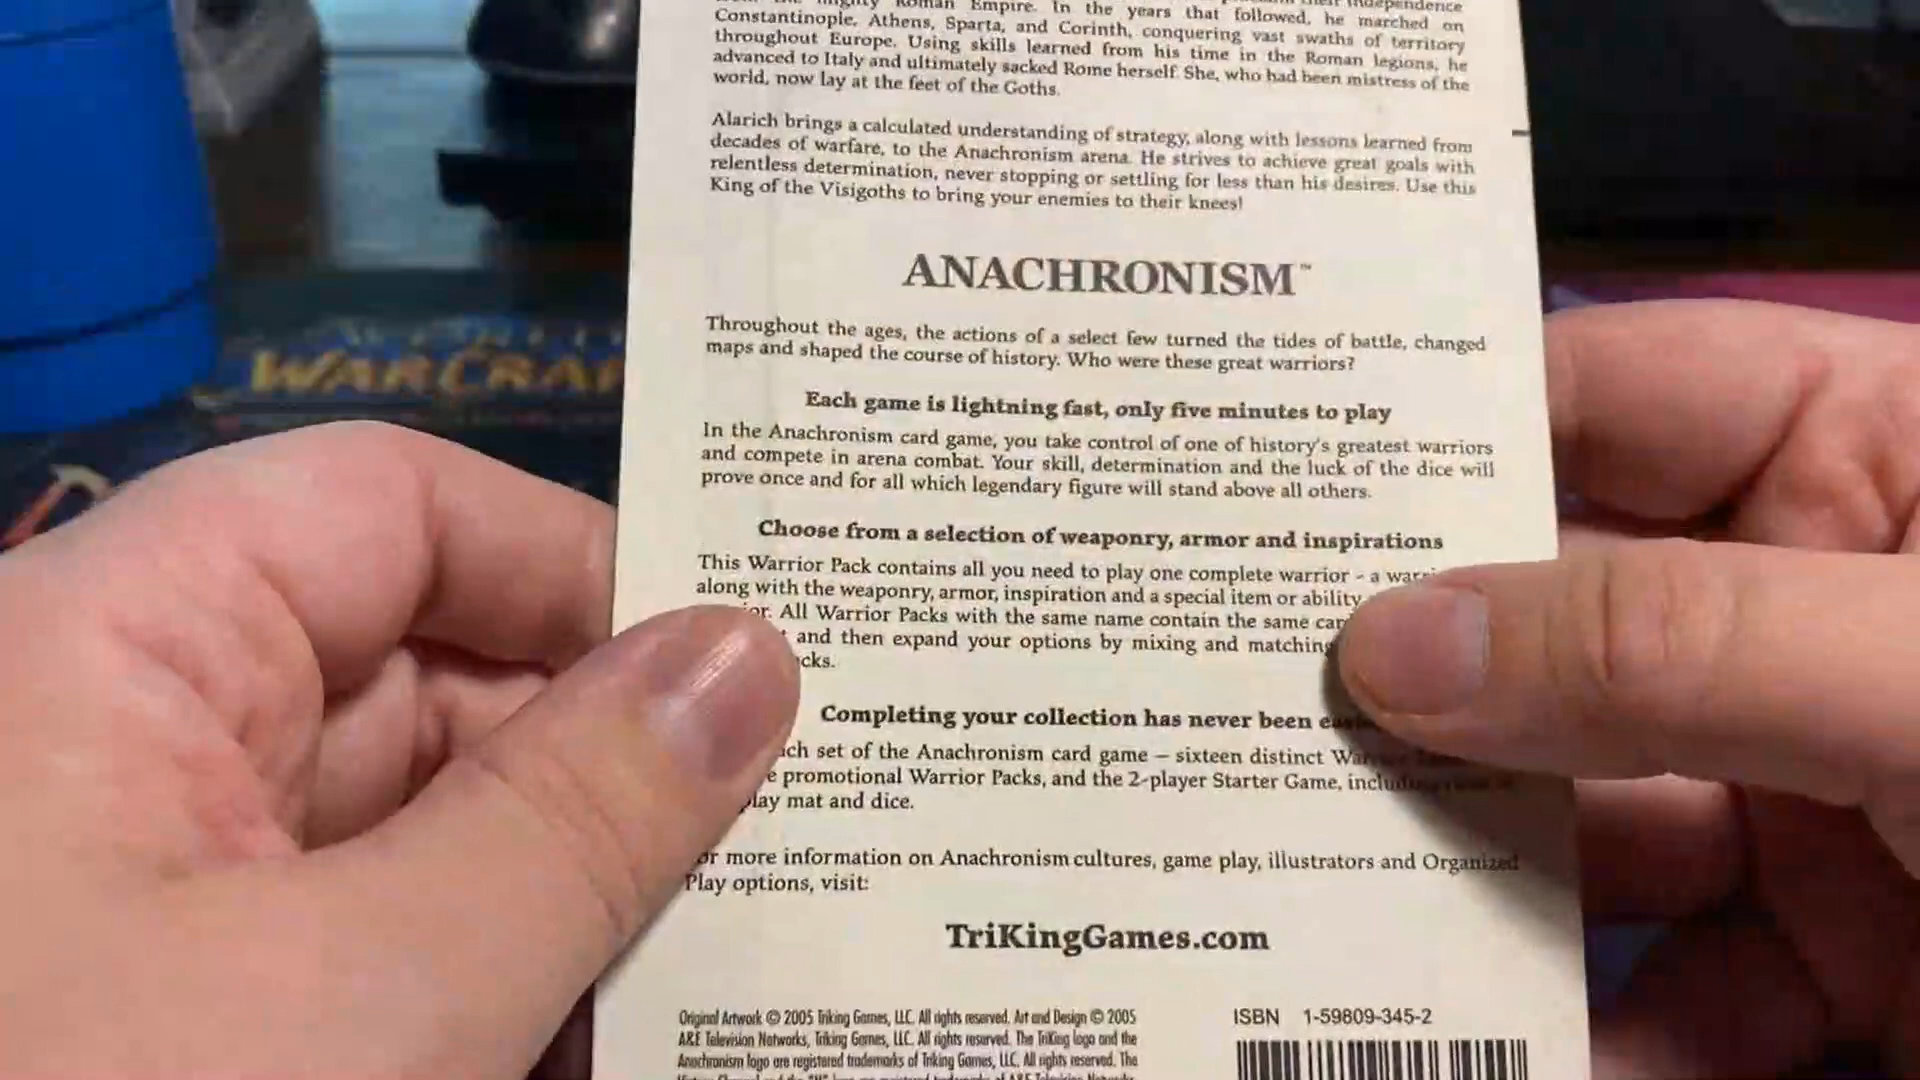 Roman Empire. In the years that followed, he marched on
Constantinople, Athens, Sparta, and Corinth, conquering vast swaths of territory
throughout Europe. Using skills learned from his time in the Roman legions, he
advanced to Italy and ultimately sacked Rome herself. She, who had been mistress of the
world, now lay at the feet of the Goths.
Alarich brings a calculated understanding of strategy, along with lessons learned from
decades of warfare, to the Anachronism arena. He strives to achieve great goals with
relentless determination, never stopping or settling for less than his desires. Use this
King of the Visigoths to bring your enemies to their knees!
ANACHRONISM™
Throughout the ages, the actions of a select few turned the tides of battle, changed
maps and shaped the course of history. Who were these great warriors?
Each game is lightning fast, only five minutes to play
In the Anachronism card game, you take control of one of history's greatest warriors
and compete in arena combat. Your skill, determination and the luck of the dice will
prove once and for all which legendary figure will stand above all others.
Choose from a selection of weaponry, armor and inspirations
This Warrior Pack contains all you need to play one complete warrior - a
along with the weaponry, armor, inspiration and a special item or ability
All Warrior Packs with the same name contain the same
and then expand your options by mixing and matching
Completing your collection has never been
set of the Anachronism card game – sixteen distinct
promotional Warrior Packs, and the 2-player Starter Game,
play mat and dice.
more information on Anachronism cultures, game play, illustrators and Organized
Play options, visit:
TriKingGames.com
Original Artwork © 2005 Triking Games, LLC. All rights reserved. Art and Design © 2005
A&E Television Networks, Triking Games, LLC. All rights reserved. The TriKing logo and the
Anachronism logo are registered trademarks of Triking Games, LLC. All rights reserved. The
ISBN 1-59809-345-2